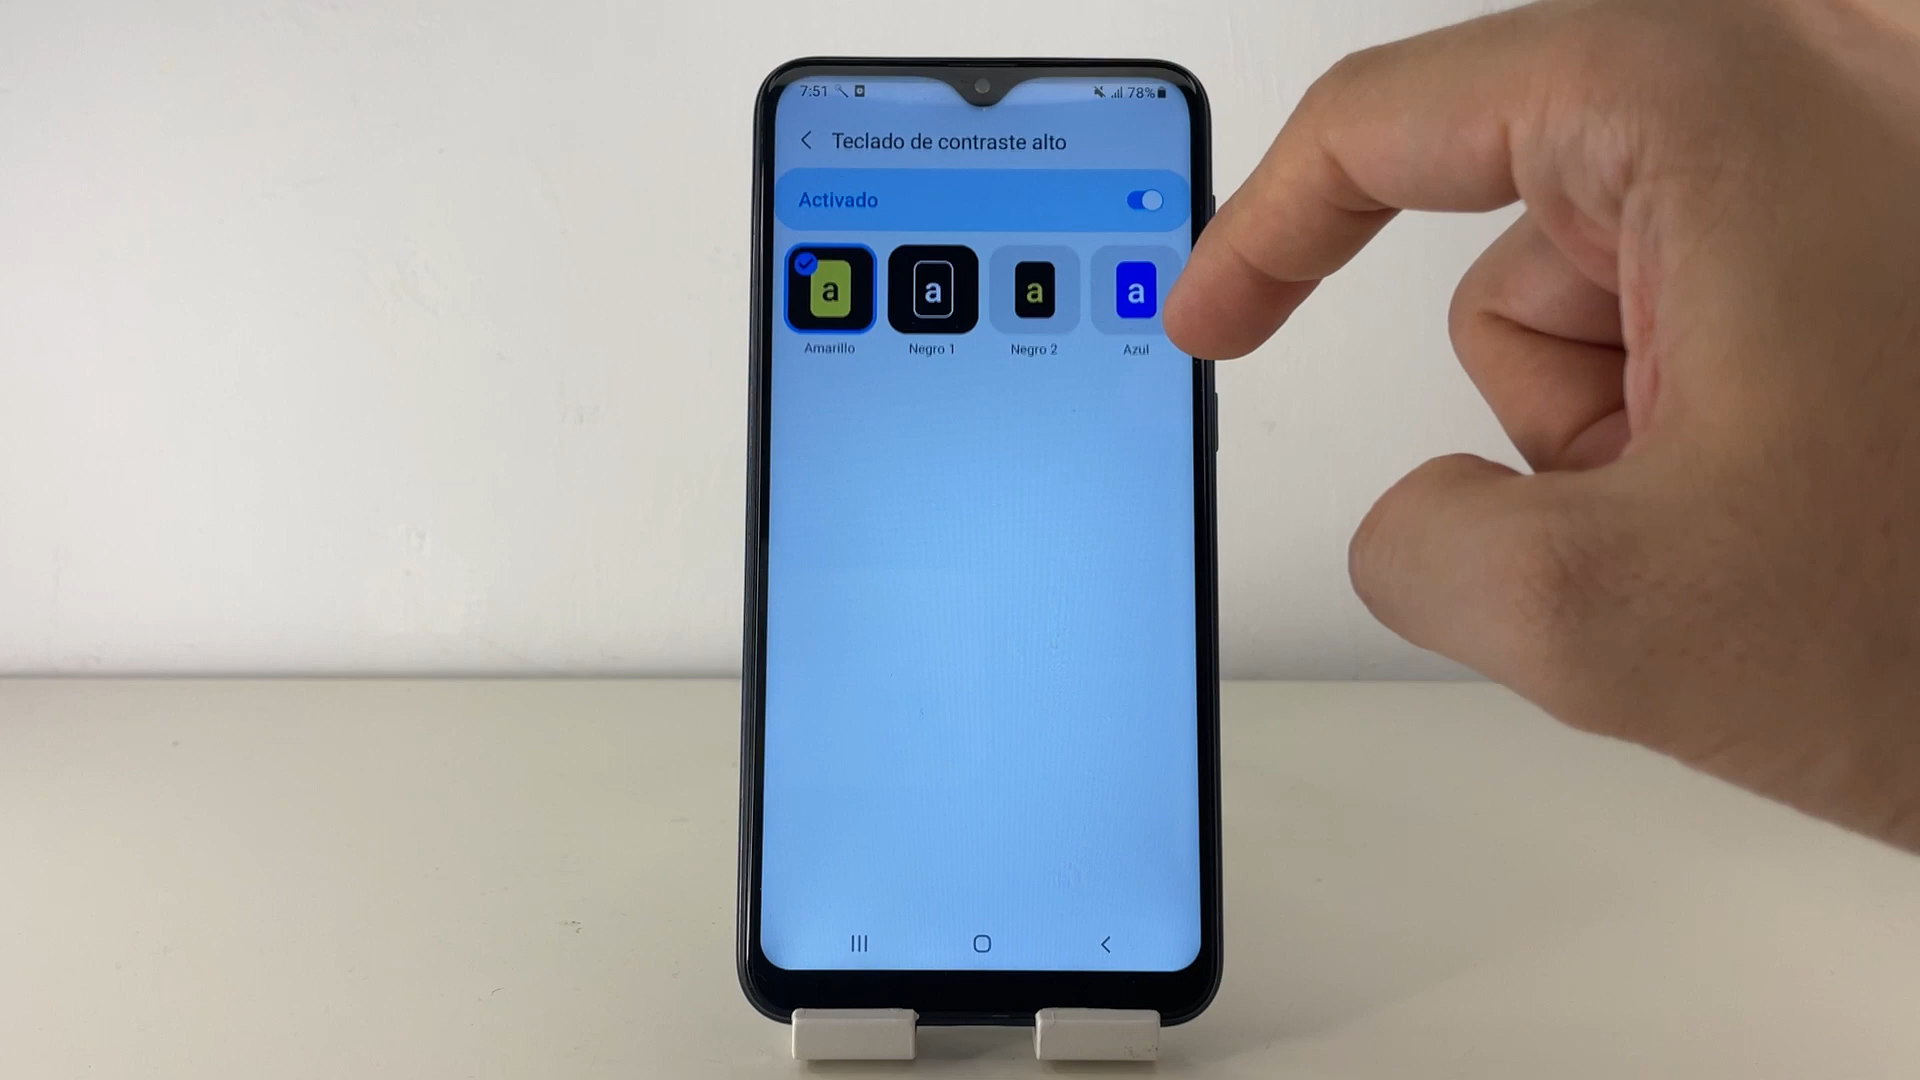 7:51 78%
Teclado de contraste alto
Activado
a a a a
Amarillo Negro 1 Negro 2 Azul